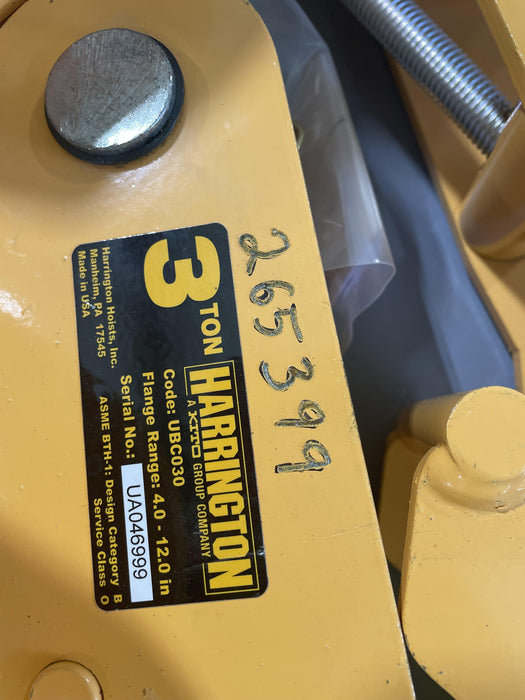 265399
3 TON
HARRINGTON
A KITO GROUP COMPANY
Code: UBC030
Flange Range: 4.0 - 12.0 in
Serial No.: UA046999
ASME BTH-1: Design Category B
Service Class 0
Harrington Hoists, Inc.
Manheim, PA 17545
Made in USA